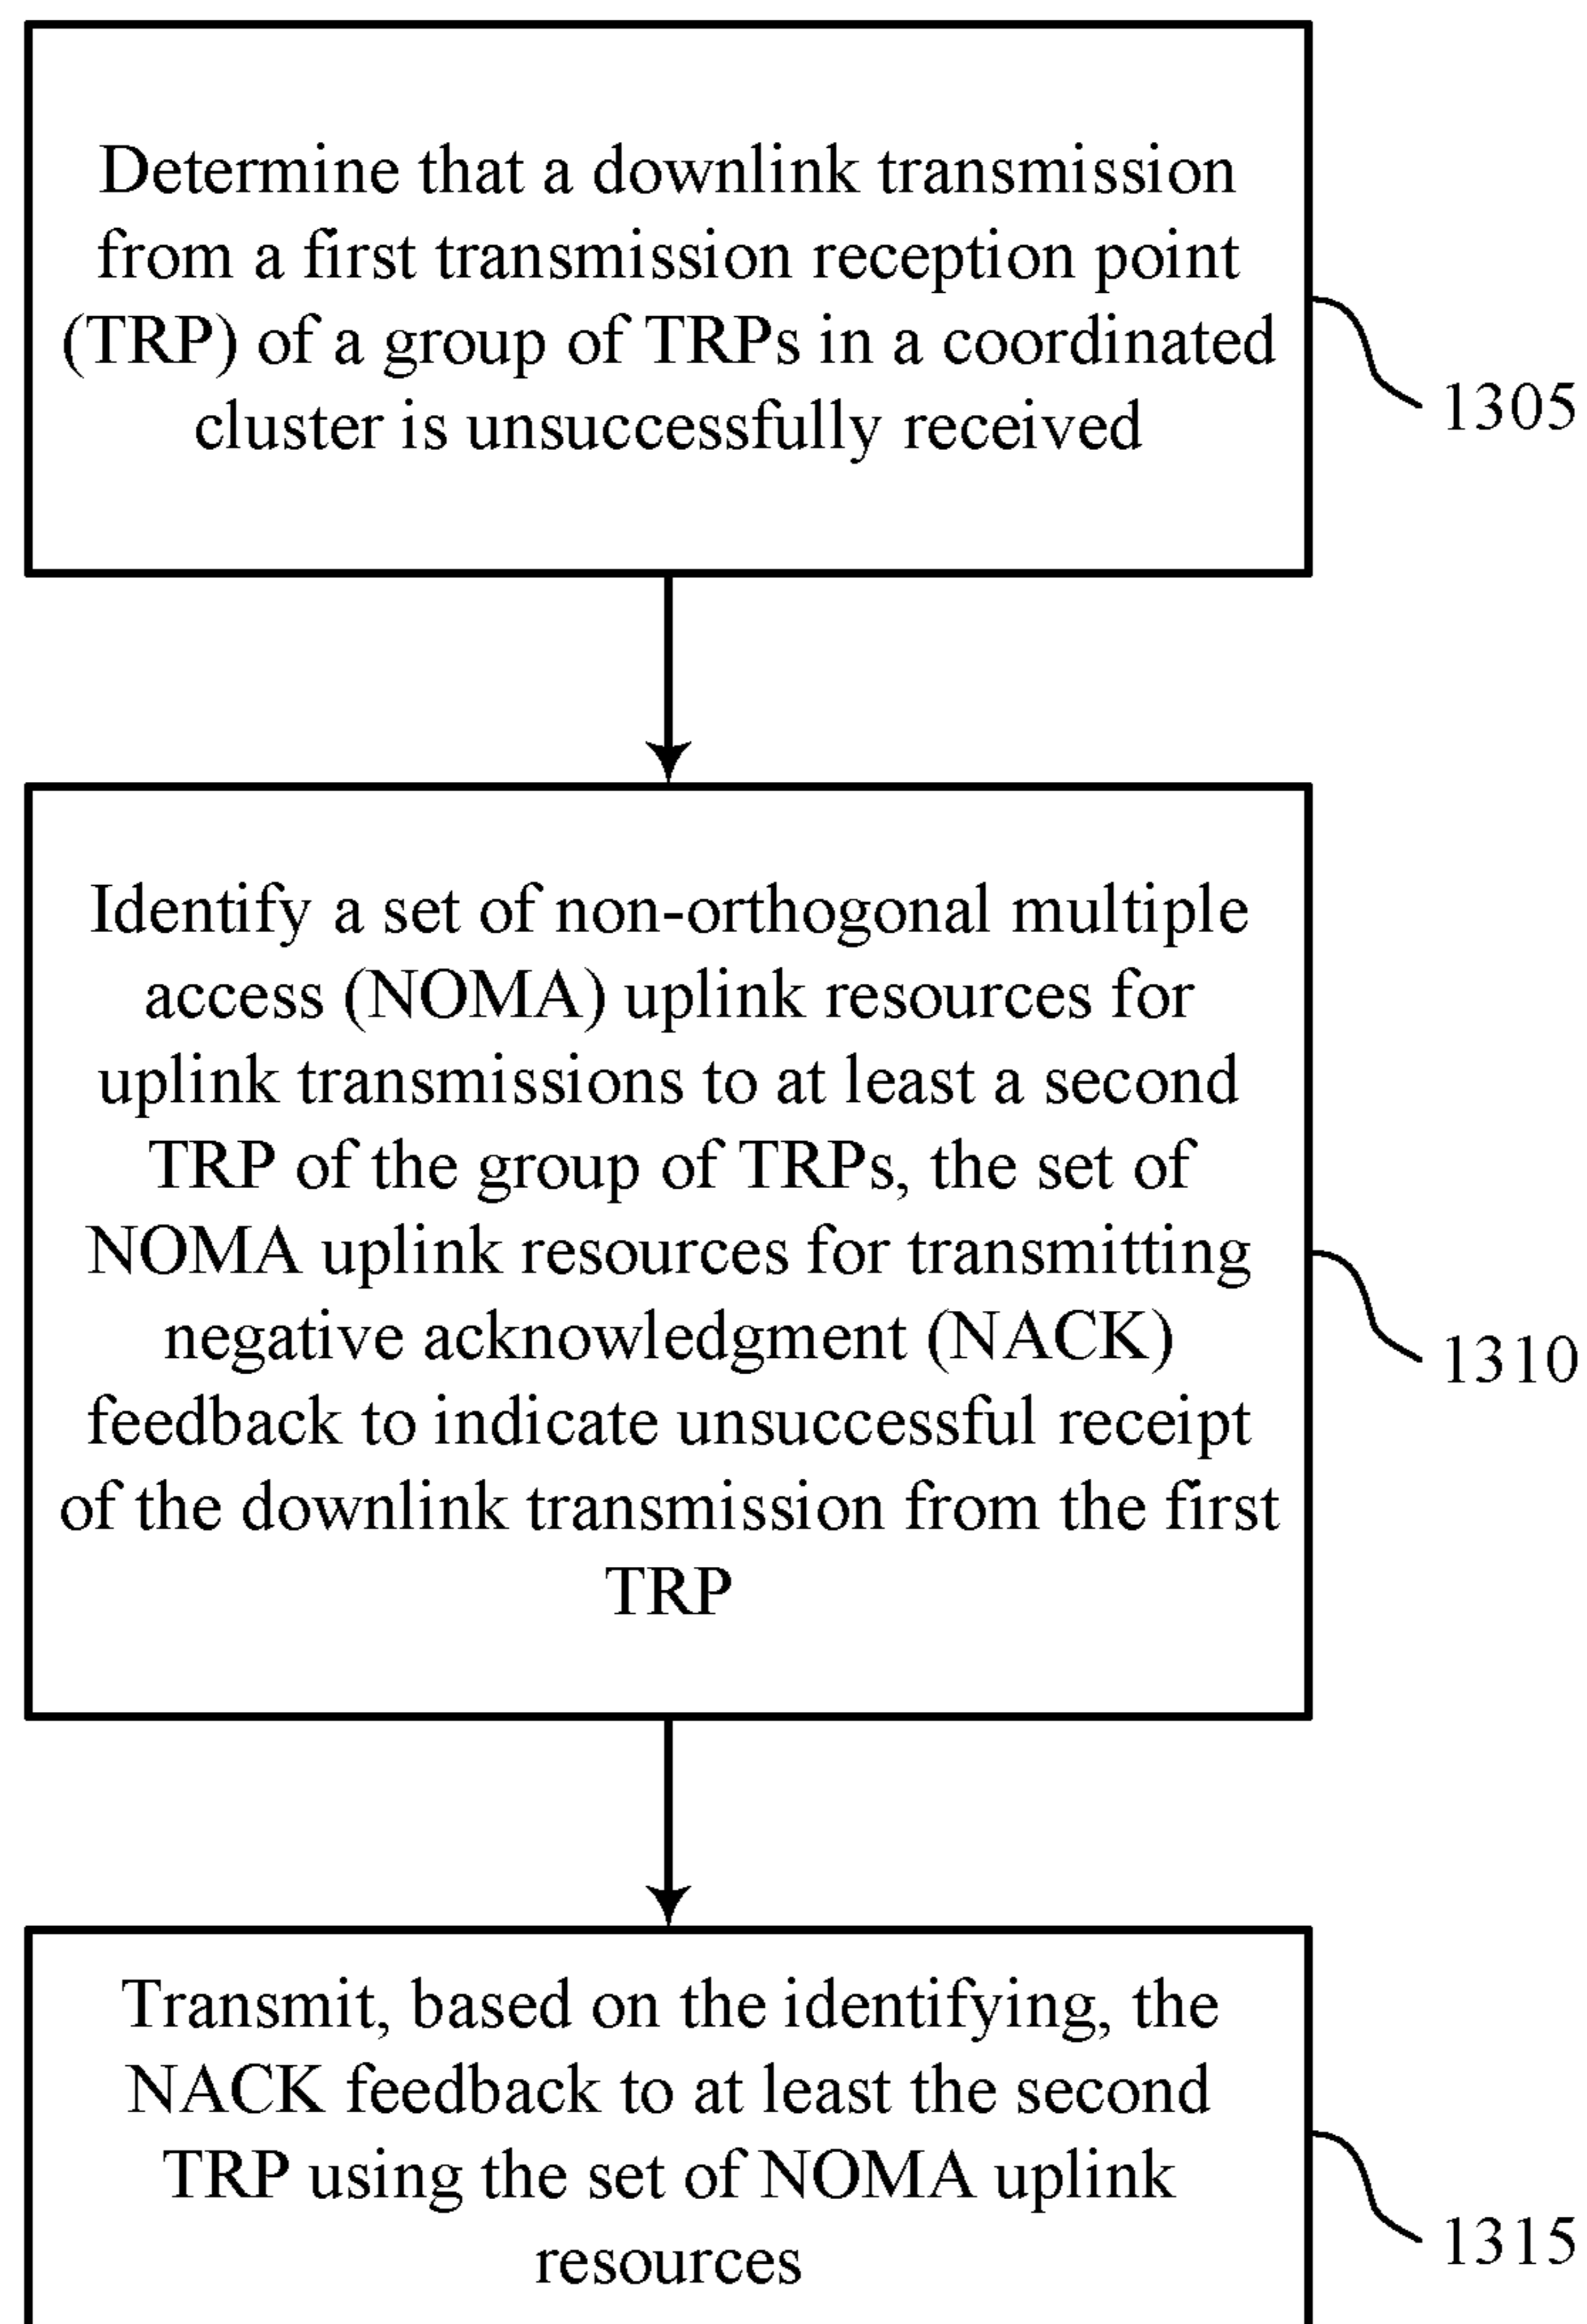 Determine that a downlink transmission
from a first transmission reception point
(TRP) of a group of TRPs in a coordinated
cluster is unsuccessfully received
1305
Identify a set of non-orthogonal multiple
access (NOMA) uplink resources for
uplink transmissions to at least a second
TRP of the group of TRPs, the set of
NOMA uplink resources for transmitting
negative acknowledgment (NACK)
feedback to indicate unsuccessful receipt
of the downlink transmission from the first
TRP
1310
Transmit, based on the identifying, the
NACK feedback to at least the second
TRP using the set of NOMA uplink
resources
1315